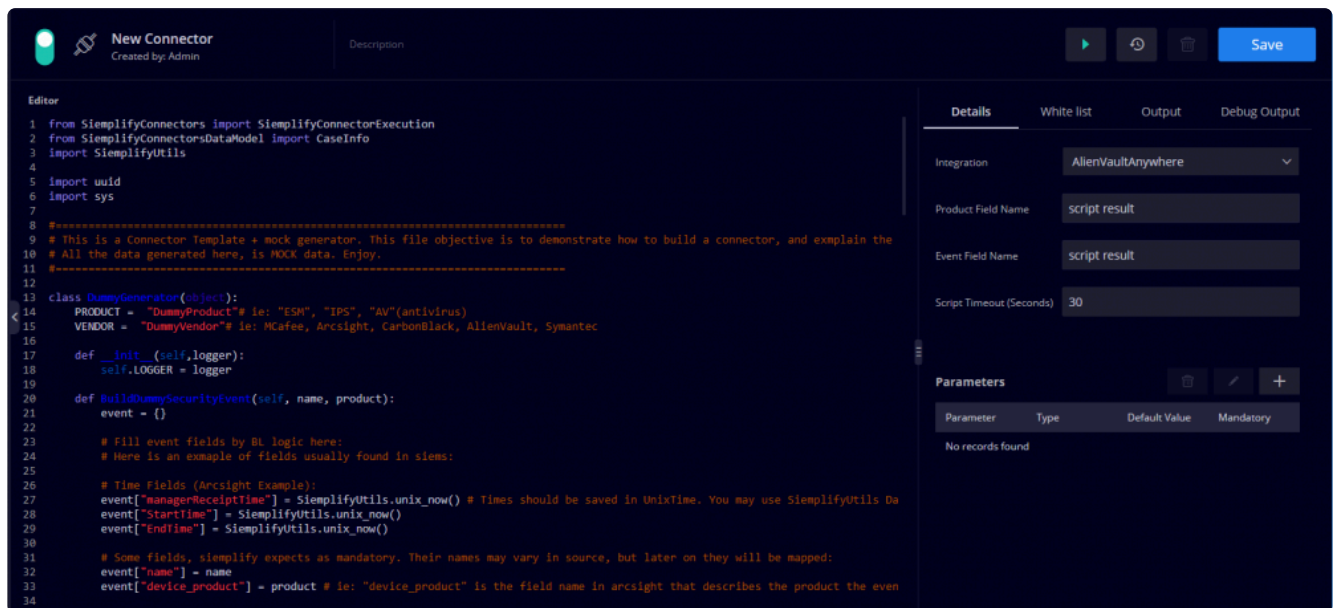 New Connector
Created by: Admin
Description
Save
Editor
1 from SiemplifyConnectors import SiemplifyConnectorExecution
2 from SiemplifyConnectorsDataModel import CaseInfo
3 import SiemplifyUtils
4
5 import uuid
6 import sys
7
8 #==============================================================================
9 # This is a Connector Template + mock generator. This file objective is to demonstrate how to build a connector, and exmplain the
10 # All the data generated here, is MOCK data. Enjoy.
11 #==============================================================================
12
13 class DummyGenerator(object):
14     PRODUCT = "DummyProduct"# ie: "ESM", "IPS", "AV"(antivirus)
15     VENDOR = "DummyVendor"# ie: MCafee, Arcsight, CarbonBlack, AlienVault, Symantec
16
17     def __init__(self,logger):
18         self.LOGGER = logger
19
20     def BuildDummySecurityEvent(self, name, product):
21         event = {}
22
23         # Fill event fields by BL logic here:
24         # Here is an exmaple of fields usually found in siems:
25
26         # Time Fields (Arcsight Example):
27         event["managerReceiptTime"] = SiemplifyUtils.unix_now() # Times should be saved in UnixTime. You may use SiemplifyUtils Da
28         event["StartTime"] = SiemplifyUtils.unix_now()
29         event["EndTime"] = SiemplifyUtils.unix_now()
30
31         # Some fields, siemplify expects as mandatory. Their names may vary in source, but later on they will be mapped:
32         event["name"] = name
33         event["device_product"] = product # ie: "device_product" is the field name in arcsight that describes the product the even
34
Details White list Output Debug Output
Integration AlienVaultAnywhere
Product Field Name script result
Event Field Name script result
Script Timeout (Seconds) 30
Parameters
Parameter Type Default Value Mandatory
No records found